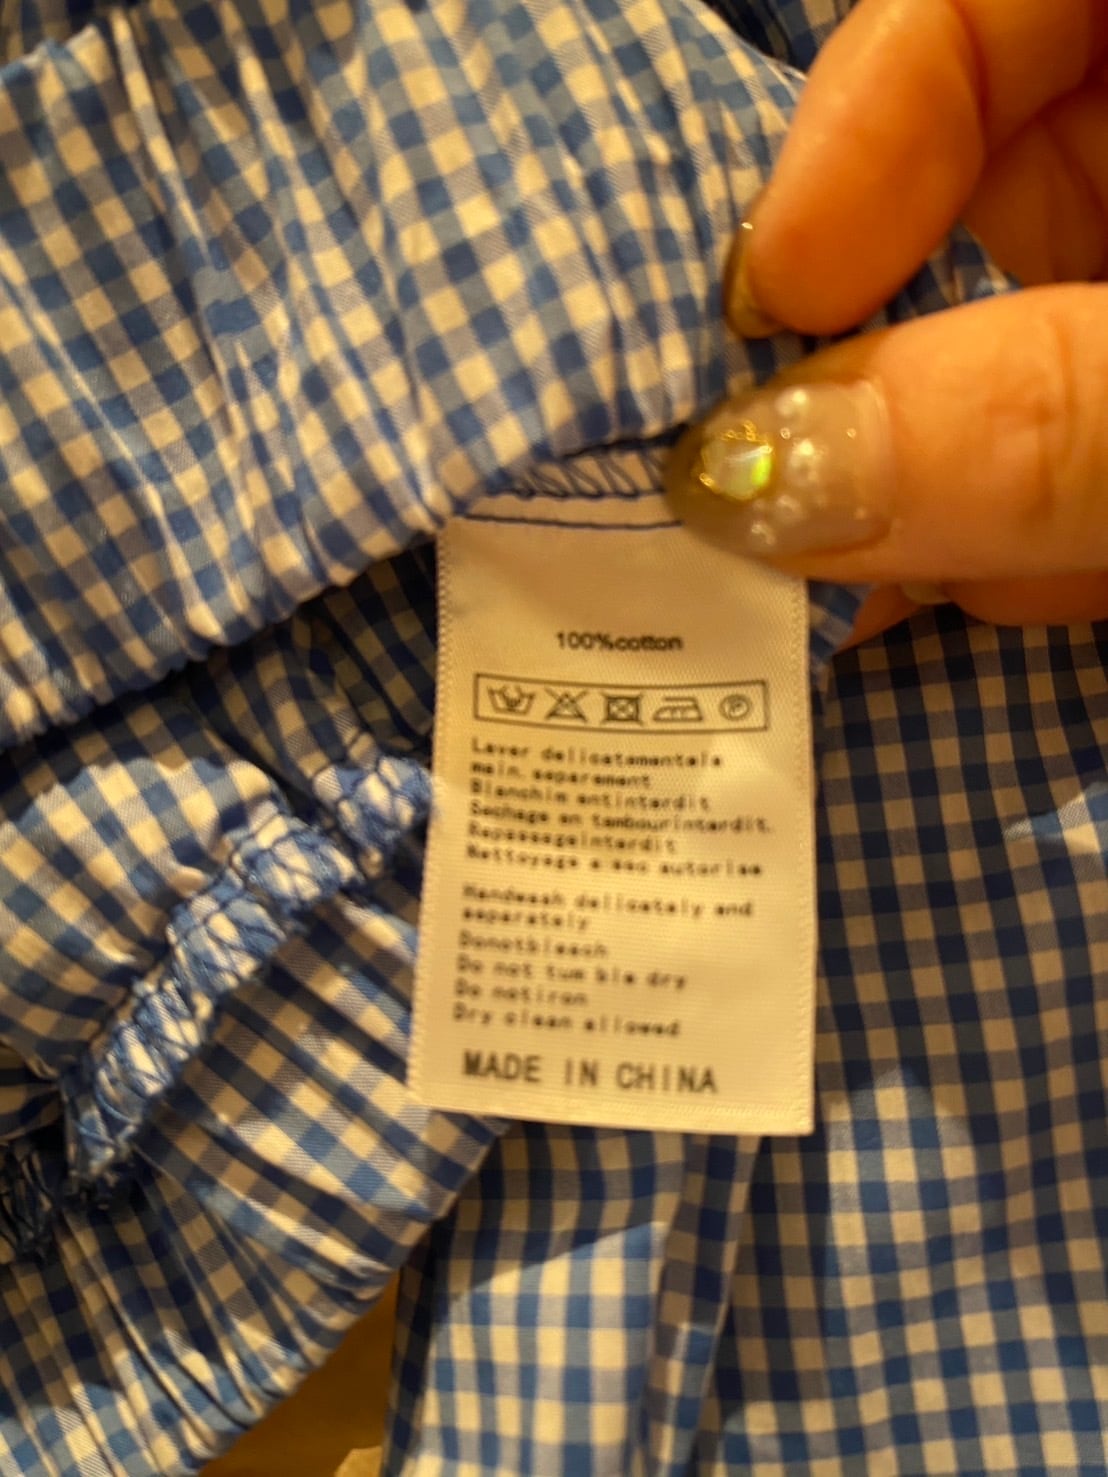 100%cotton
Laver delicatementala
main. separement
Blanchim entinterdit
Sechage en tambourinterdit.
Repassageinterdit
Nettoyage a sec autorise
Handwash delicately and
separately
Donotbleach
Do not tum ble dry
Do notiron
Dry clean allowed
MADE IN CHINA